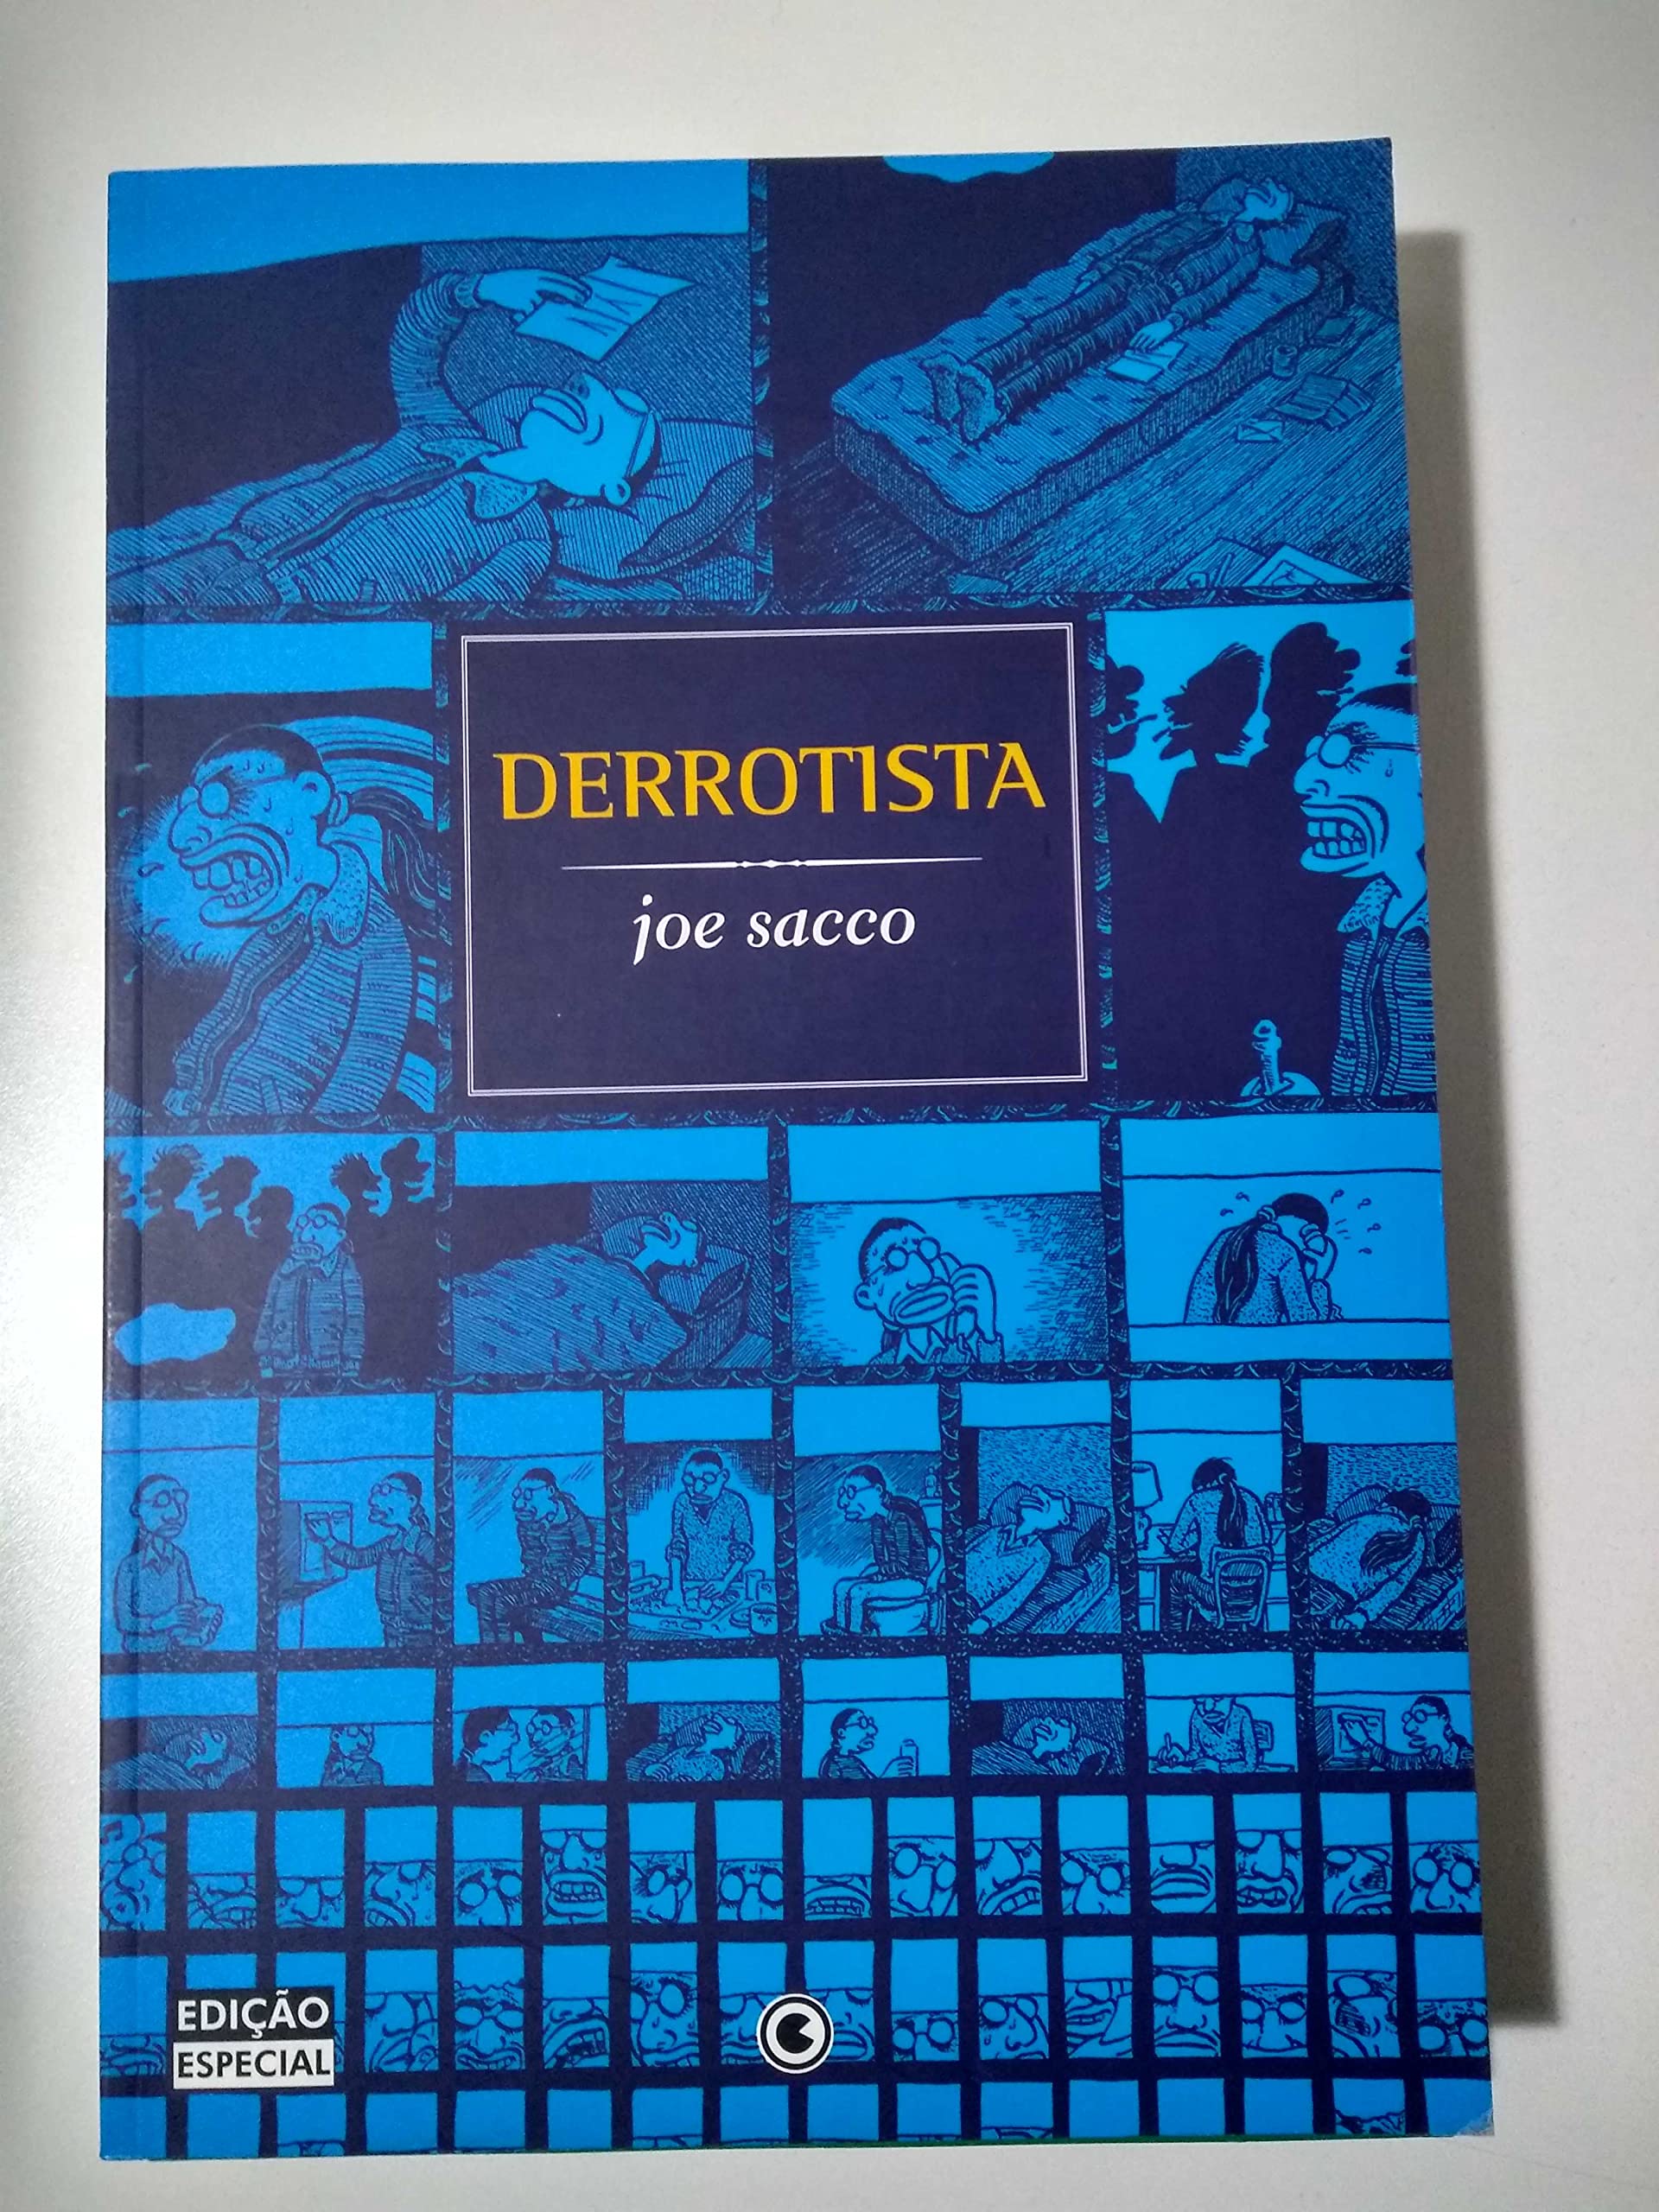 DERROTISTA
joe sacco
EDIÇÃO
ESPECIAL